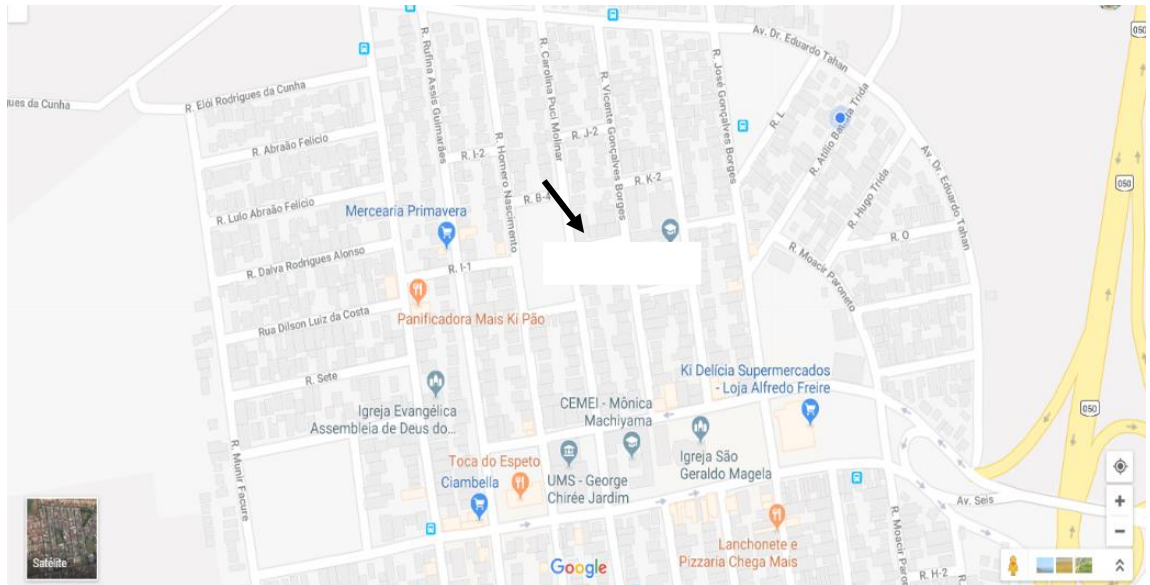 Av. Dr. Eduardo Tahan
050
ues da Cunha
R. Elói Rodrigues da Cunha
R. Rufina Assis Guimarães
R. Carolina Puci Molinar
R. Vicente Gonçalves Borges
R. José Gonçalves Borges
R. L
R. Atílio Batista Trida
R. Abraão Felício
R. I-2
R. Homero Nascimento
R. J-2
R. K-2
R. B-4
R. Hugo Trida
Av. Dr. Eduardo Tahan
050
R. Lulo Abraão Felício
Mercearia Primavera
R. O
R. Moacir Paroneto
R. Dalva Rodrigues Alonso
R. I-1
Panificadora Mais Ki Pão
Rua Dilson Luiz da Costa
R. Sete
Ki Delícia Supermercados
- Loja Alfredo Freire
CEMEI - Mônica
Machiyama
Igreja Evangélica
Assembleia de Deus do...
050
R. Munir Facure
Toca do Espeto
Ciambella
UMS - George
Chirée Jardim
Igreja São
Geraldo Magela
Av. Seis
R. Moacir Paror
Lanchonete e
Pizzaria Chega Mais
Satélite
Google
R. H-2
R.